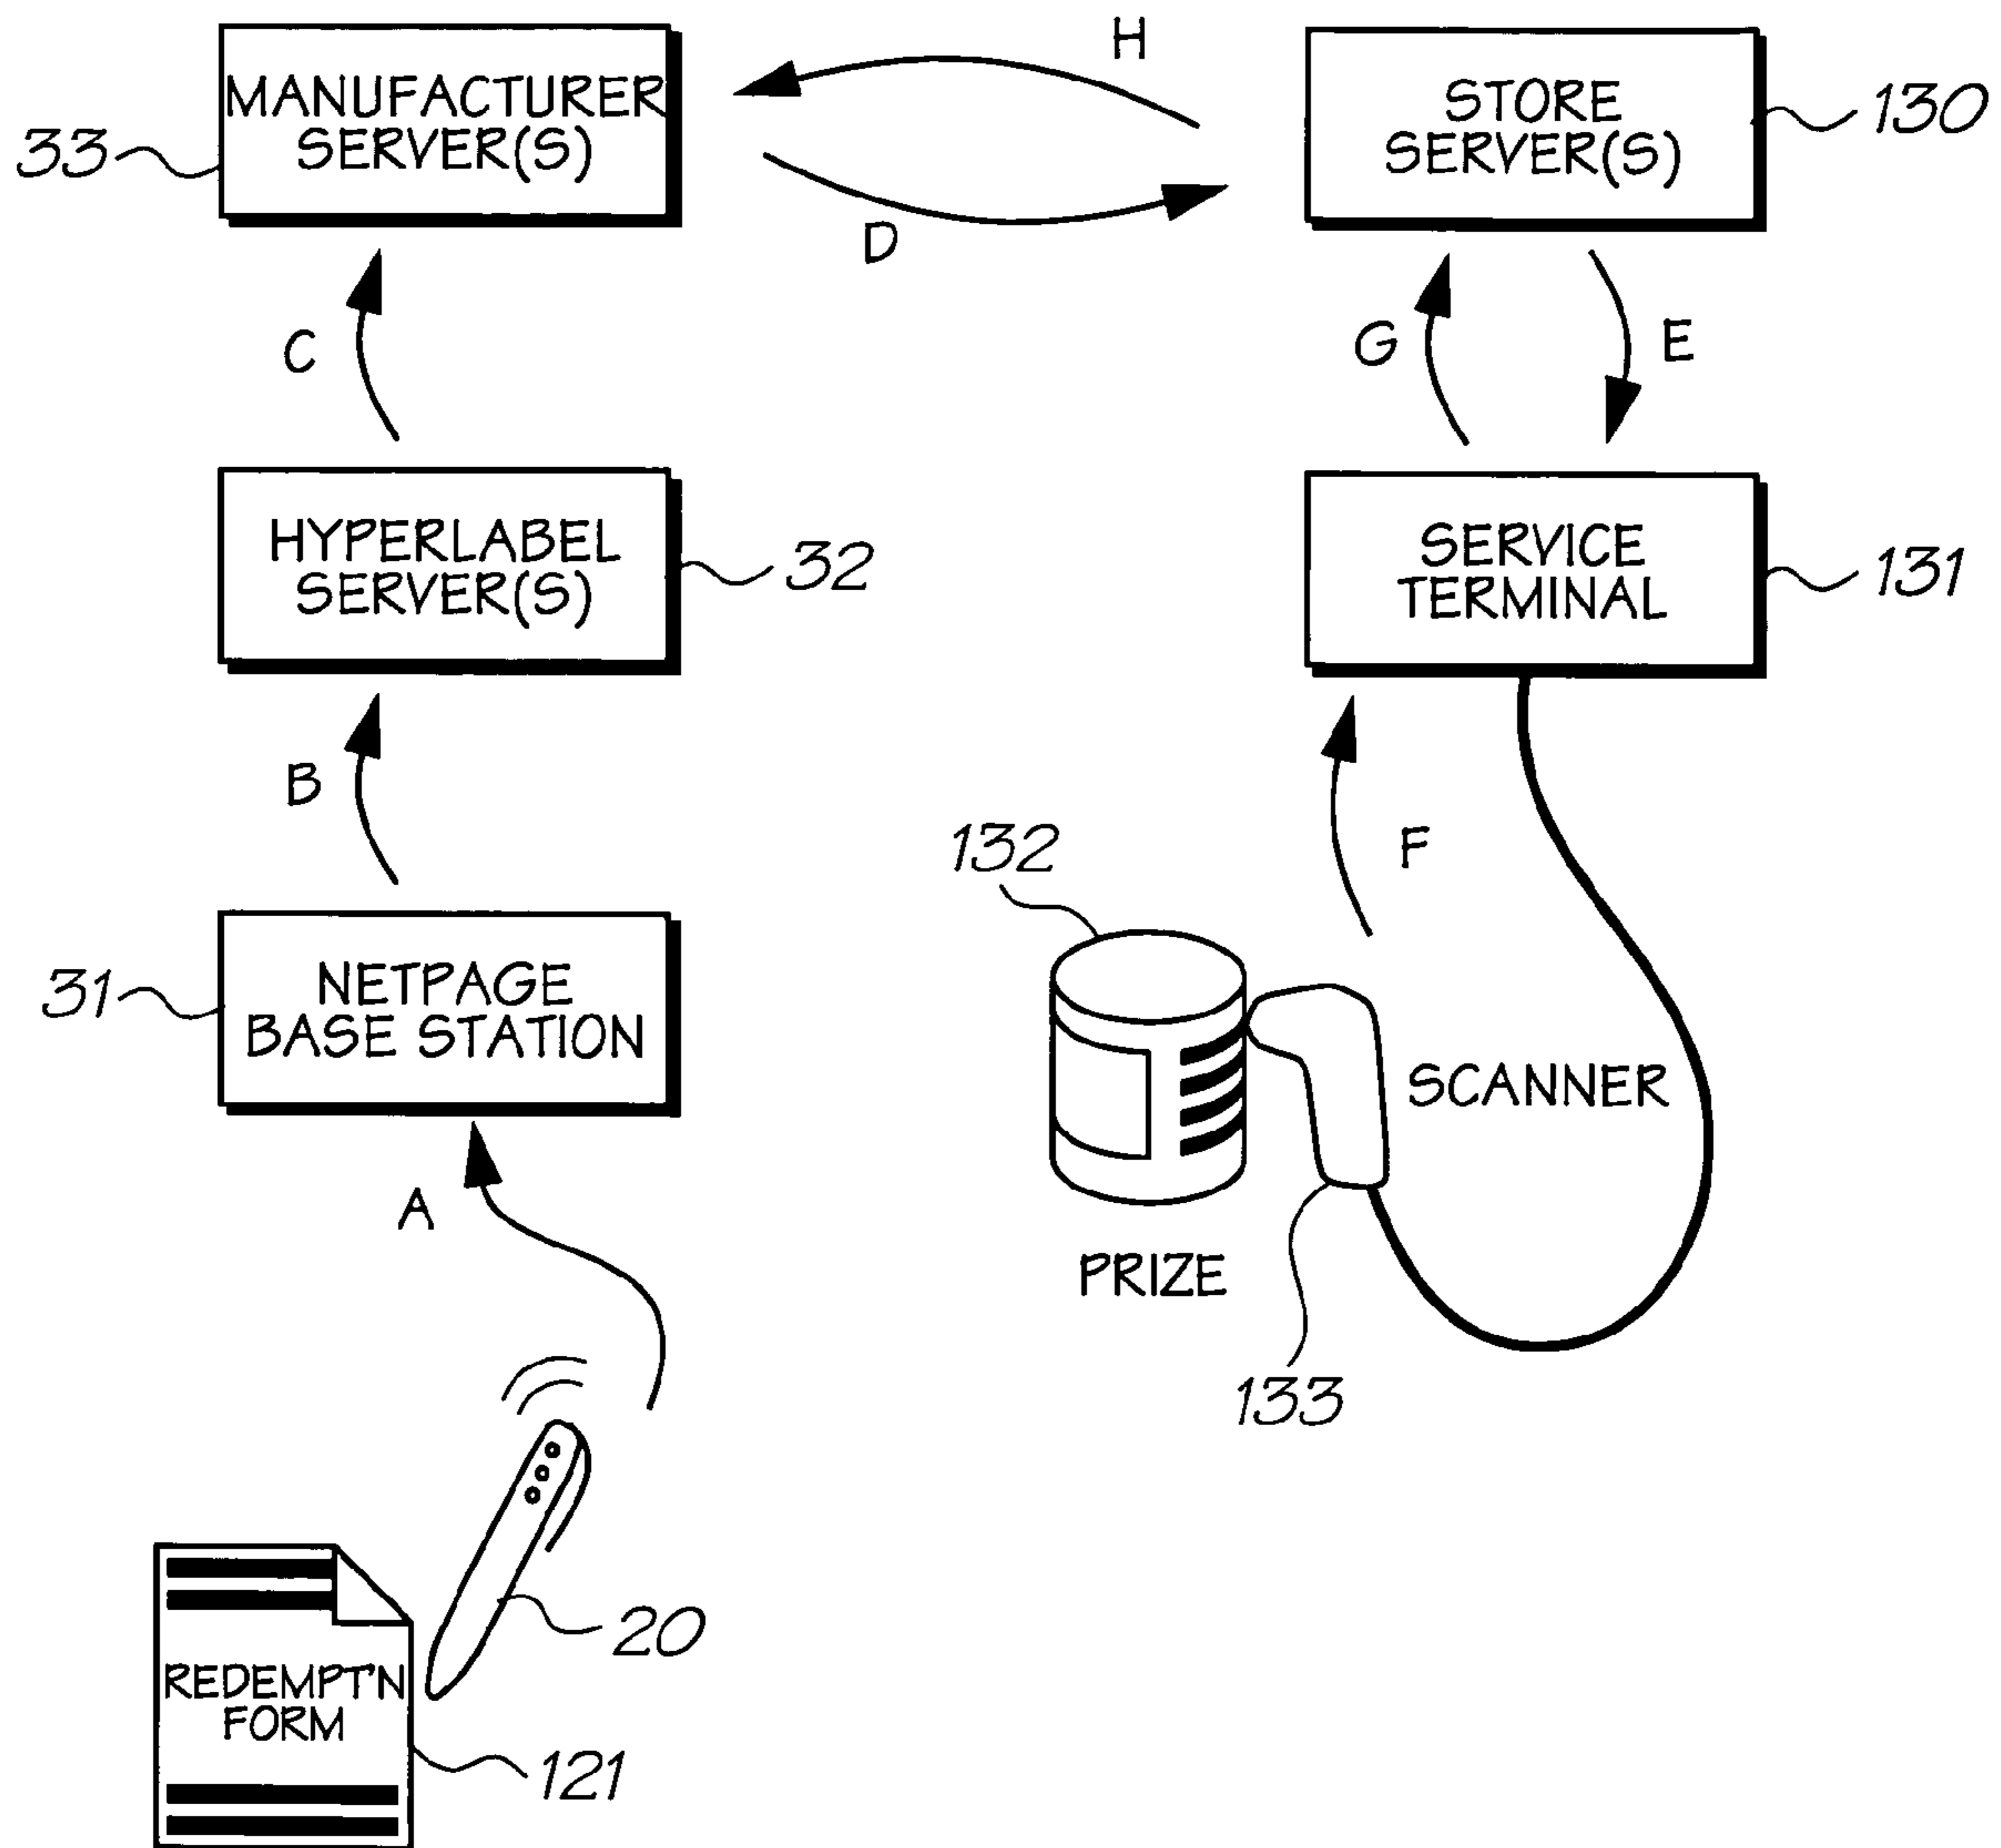 H
MANUFACTURER
SERVER(S)
33
STORE
SERVER(S)
130
D
C
G
E
HYPERLABEL
SERVER(S)
32
SERVICE
TERMINAL
131
B
F
132
NETPAGE
BASE STATION
31
SCANNER
A
PRIZE
133
20
REDEMPT'N
FORM
121